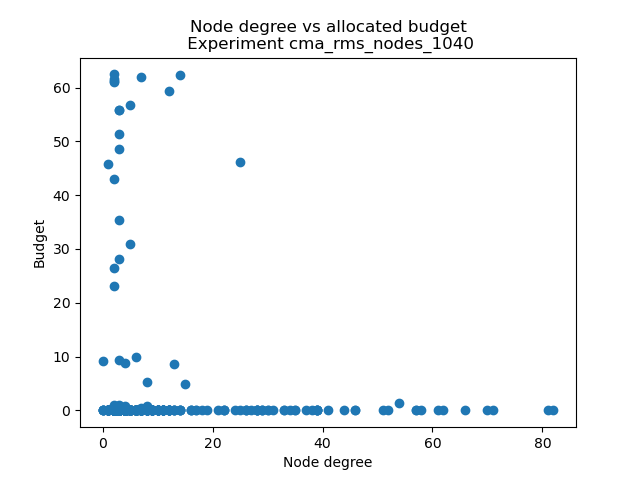 Node degree vs allocated budget
Experiment cma_rms_nodes_1040
60
50
40
30
20
10
0
Budget
0 20 40 60 80
Node degree